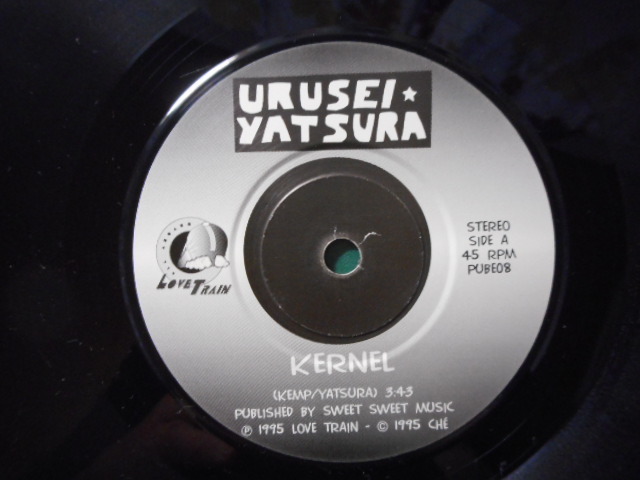 URUSEI★
YATSURA
LOVE TRAIN
STEREO
SIDE A
45 RPM
PUBE08
KERNEL
(KEMP/YATSURA) 3:43
PUBLISHED BY SWEET SWEET MUSIC
℗ 1995 LOVE TRAIN - © 1995 CHÉ